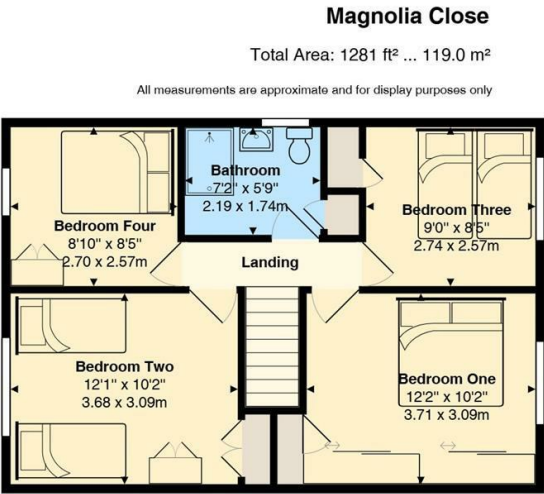 Magnolia Close
Total Area: 1281 ft² ... 119.0 m²
All measurements are approximate and for display purposes only
Bathroom
7'2" x 5'9"
2.19 x 1.74m
Bedroom Four
8'10" x 8'5"
2.70 x 2.57m
Bedroom Three
9'0" x 8'5"
2.74 x 2.57m
Landing
Bedroom Two
12'1" x 10'2"
3.68 x 3.09m
Bedroom One
12'2" x 10'2"
3.71 x 3.09m